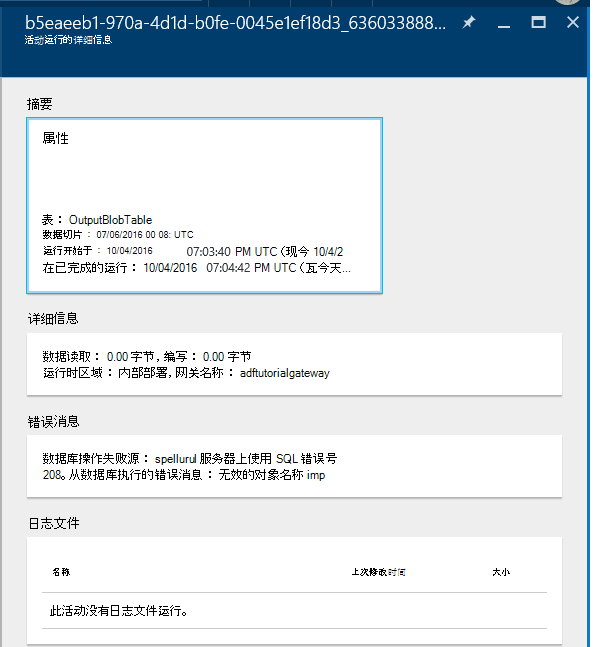 b5eaeeb1-970a-4d1d-b0fe-0045e1ef18d3_636033888...
活动运行的详细信息
摘要
属性
表： OutputBlobTable
数据切片： 07/06/2016 00 08: UTC
运行开始于： 10/04/2016 07:03:40 PM UTC (现今 10/4/2
在已完成的运行： 10/04/2016 07:04:42 PM UTC (瓦今天...
详细信息
数据读取： 0.00 字节, 编写： 0.00 字节
运行时区域： 内部部署, 网关名称： adftutorialgateway
错误消息
数据库操作失败源： spellurul 服务器上使用 SQL 错误号
208。从数据库执行的错误消息： 无效的对象名称 imp
日志文件
名称 上次修改时间 大小
此活动没有日志文件运行。